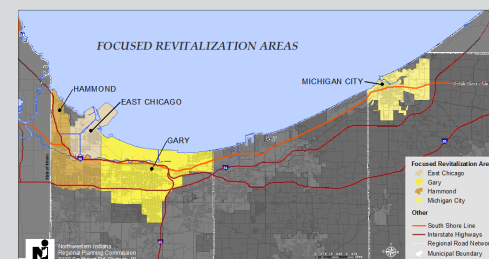 FOCUSED REVITALIZATION AREAS
MICHIGAN CITY
HAMMOND
EAST CHICAGO
GARY
Focused Revitalization Area
East Chicago
Gary
Hammond
Michigan City
Other
South Shore Line
Interstate Highways
Regional Road Networ
Municipal Boundary
Northwestern Indiana
Regional Planning Commission